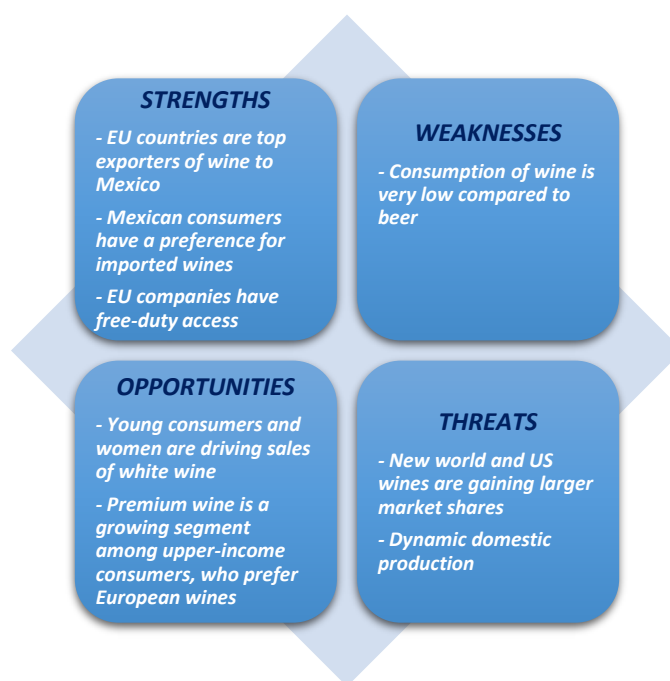 STRENGTHS
- EU countries are top
exporters of wine to
Mexico
- Mexican consumers
have a preference for
imported wines
- EU companies have
free-duty access
WEAKNESSES
- Consumption of wine is
very low compared to
beer
OPPORTUNITIES
- Young consumers and
women are driving sales
of white wine
- Premium wine is a
growing segment
among upper-income
consumers, who prefer
European wines
THREATS
- New world and US
wines are gaining larger
market shares
- Dynamic domestic
production